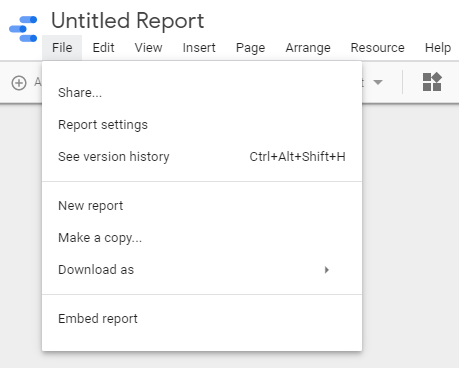 Untitled Report
File Edit View Insert Page Arrange Resource Help
Share...
Report settings
See version history Ctrl+Alt+Shift+H
New report
Make a copy...
Download as
Embed report